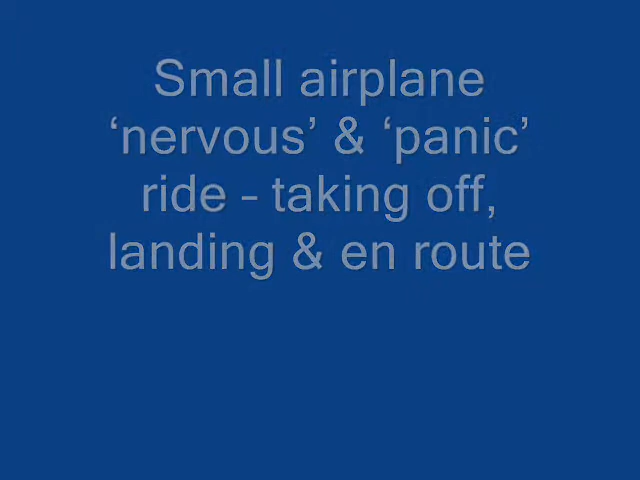 Small airplane
‘nervous’ & ‘panic’
ride – taking off,
landing & en route